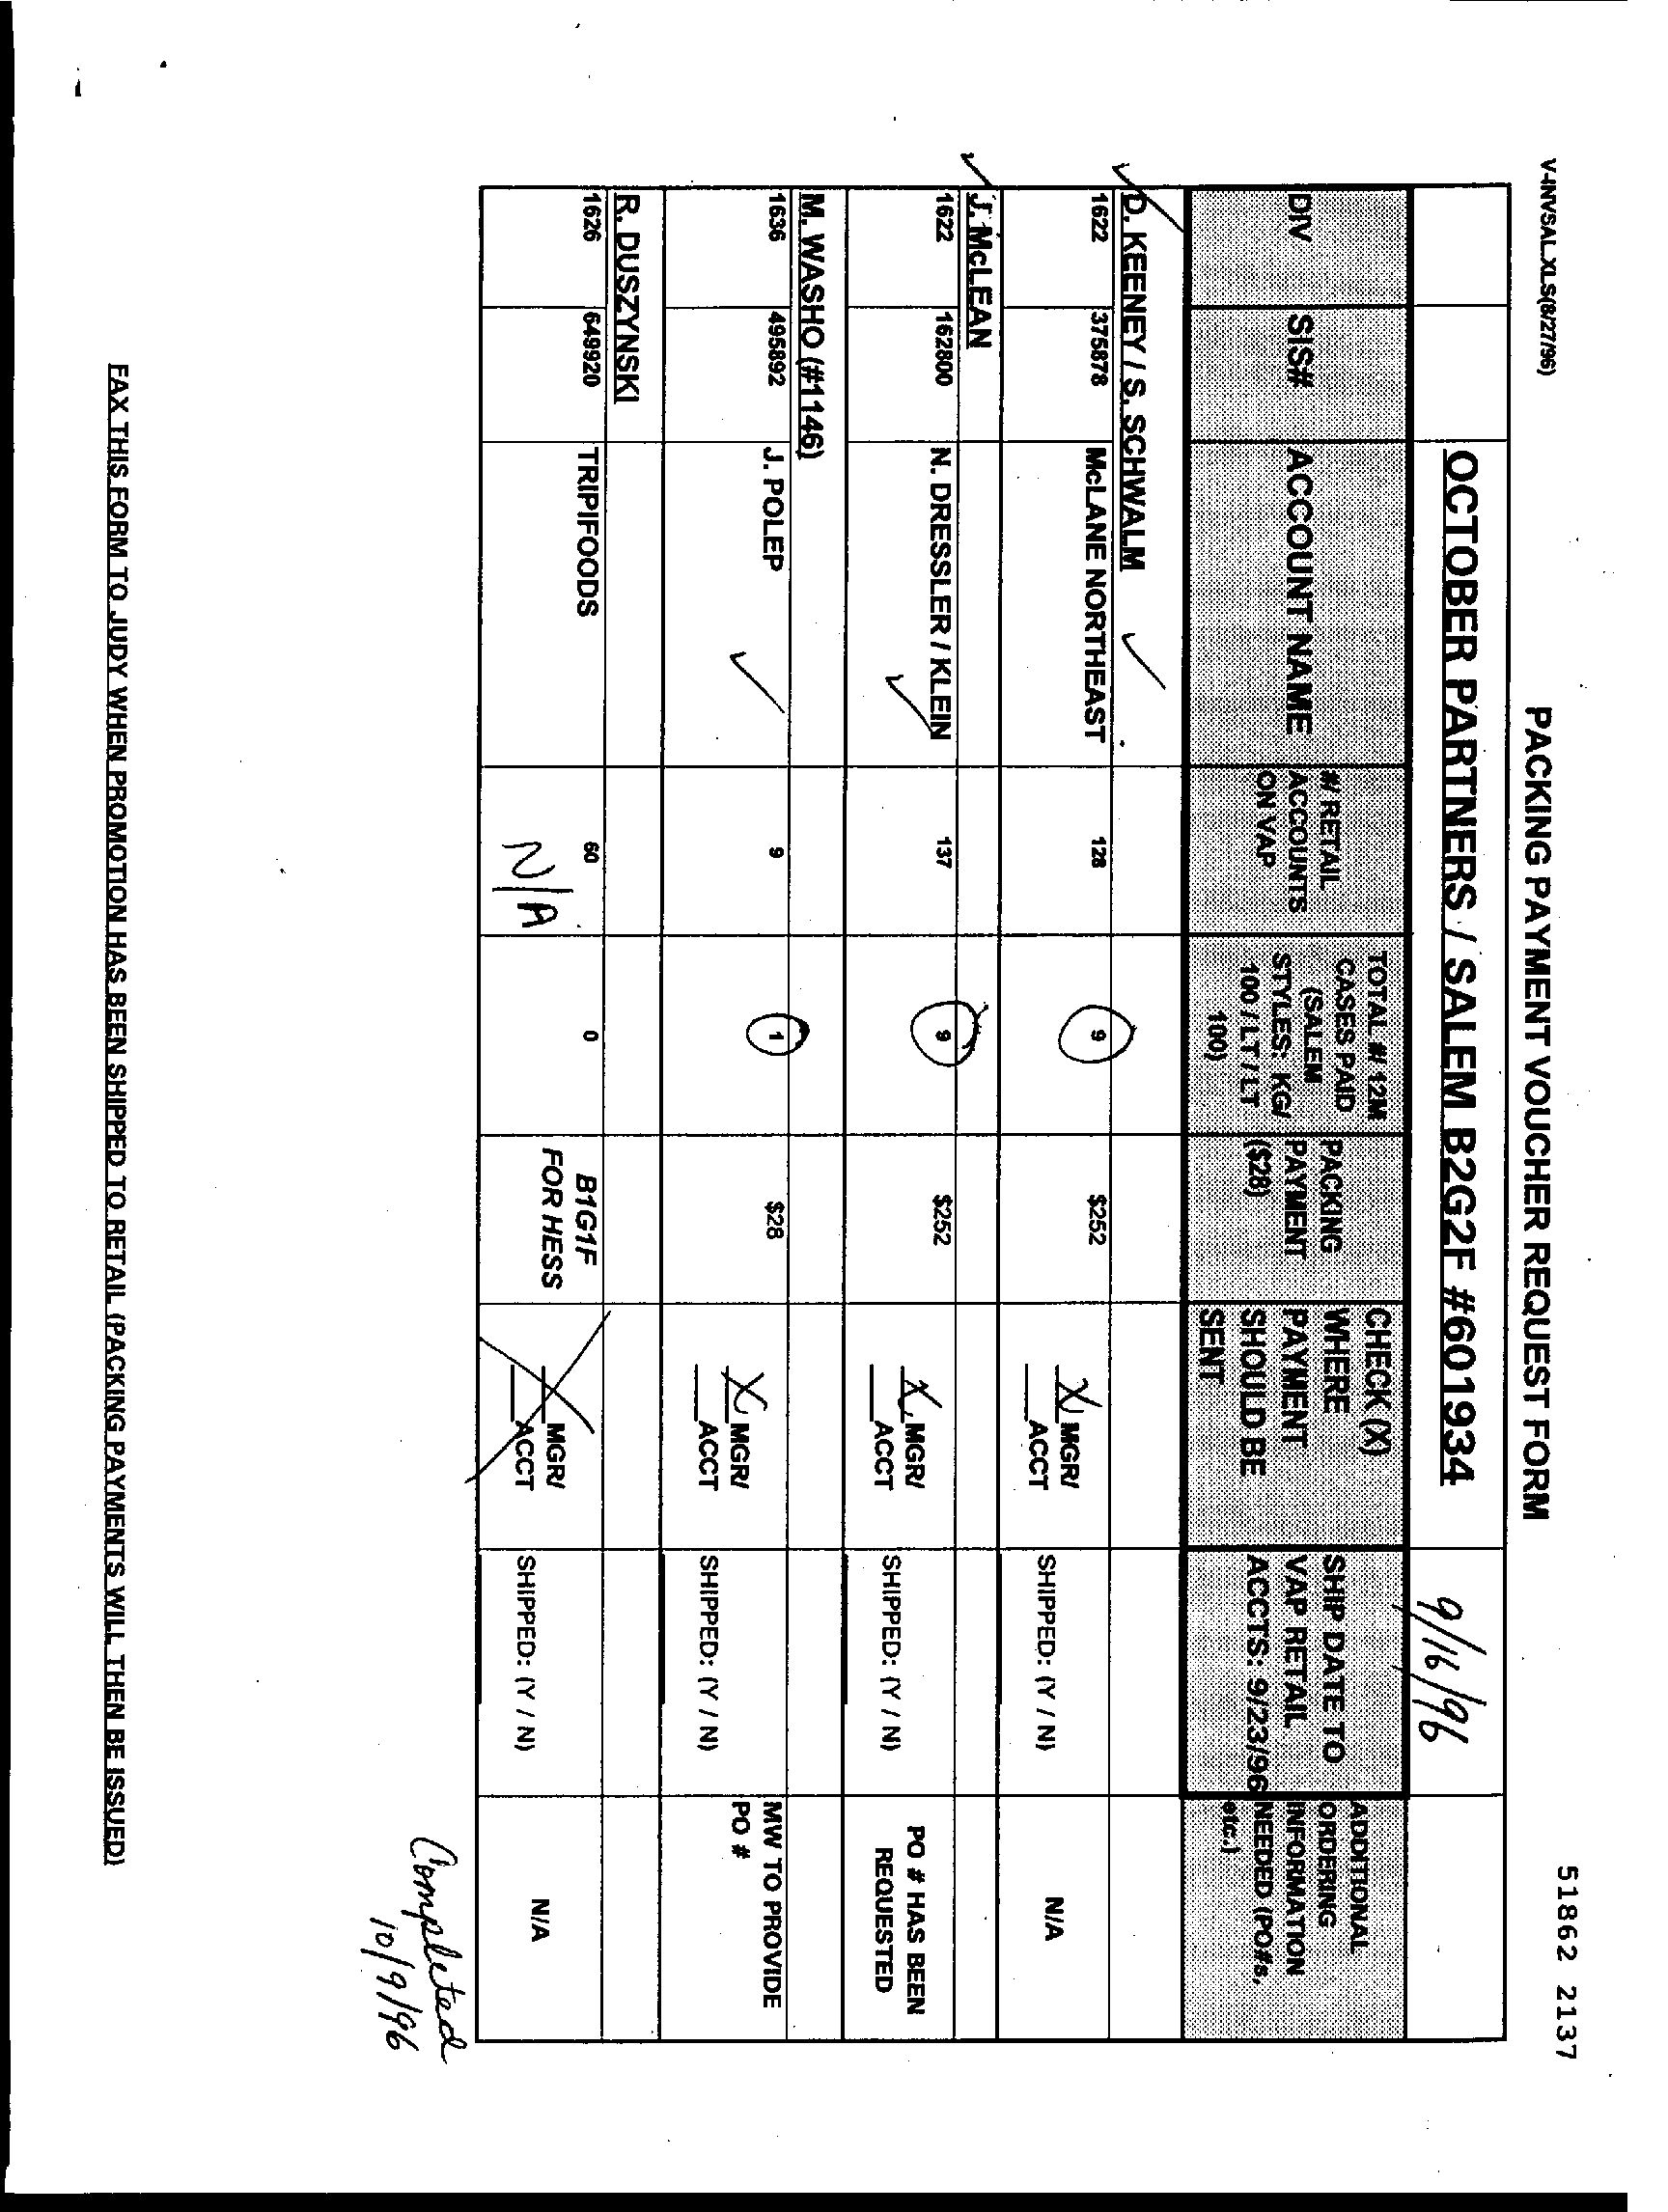 51862 2137
V-INVSAL.XLS(8/27/96)
PACKING PAYMENT VOUCHER REQUEST FORM
OCTOBER PARTNERS / SALEM B2G2F #601934
9/16/96
DIV
SIS#
ACCOUNT NAME
#/ RETAIL
ACCOUNTS
ON VAP
TOTAL #/ 12M
CASES PAID
(SALEM
STYLES: KG/
100 / LT / LT
100)
PACKING
PAYMENT
($28)
CHECK (X)
WHERE
PAYMENT
SHOULD BE
SENT
SHIP DATE TO
VAP RETAIL
ACCTS: 9/23/96
ADDITIONAL
ORDERING
INFORMATION
NEEDED (PO#s,
etc.)
D. KEENEY / S. SCHWALM
1622 375878 McLANE NORTHEAST 128 9 $252 X MGR/
ACCT
SHIPPED: (Y / N)
N/A
J. McLEAN
1622 162800 N. DRESSLER / KLEIN 137 9 $252 X MGR/
ACCT
SHIPPED: (Y / N)
PO # HAS BEEN
REQUESTED
M. WASHO (#1146)
1636 495892 J. POLEP 9 1 $28 X MGR/
ACCT
SHIPPED: (Y / N)
MW TO PROVIDE
PO #
R. DUSZYNSKI
1626 649920 TRIPIFOODS 60 0 B1G1F
FOR HESS
N/A
MGR/
ACCT
SHIPPED: (Y / N)
N/A
Completed
10/9/96
FAX THIS FORM TO JUDY WHEN PROMOTION HAS BEEN SHIPPED TO RETAIL (PACKING PAYMENTS WILL THEN BE ISSUED)